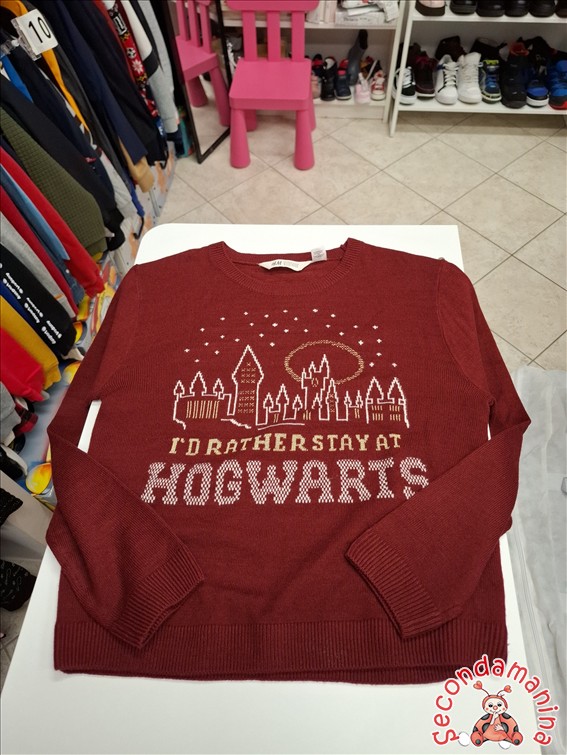 10
H&M
I'D RATHER STAY AT
HOGWARTS
Secondamanina